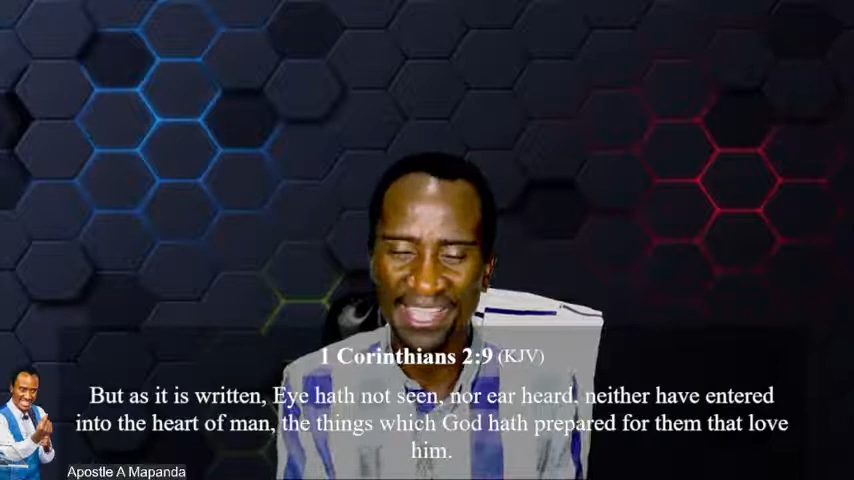 1 Corinthians 2:9 (KJV)
But as it is written, Eye hath not seen, nor ear heard, neither have entered
into the heart of man, the things which God hath prepared for them that love
him.
Apostle A Mapanda